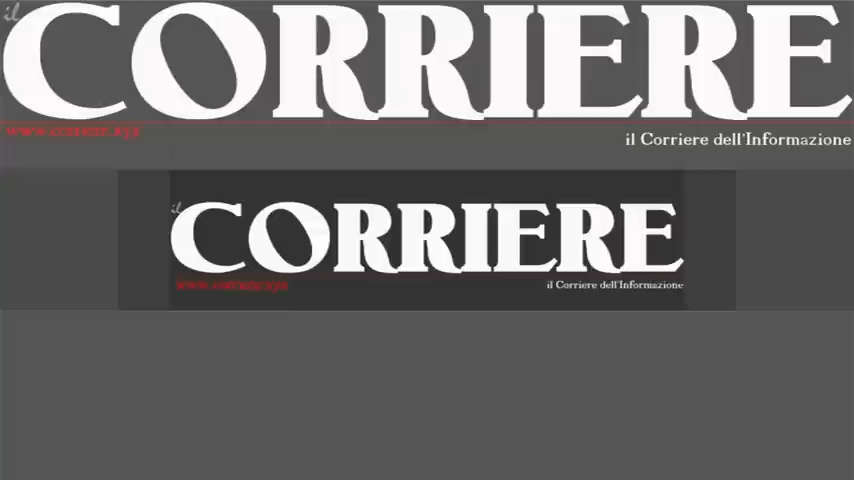 il
CORRIERE
il Corriere dell'Informazione
il
CORRIERE
il Corriere dell'Informazione